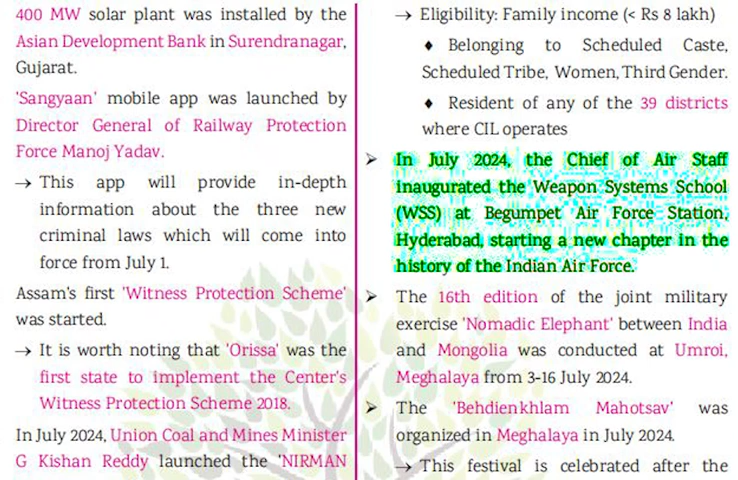 400 MW solar plant was installed by the
Asian Development Bank in Surendranagar,
Gujarat.
'Sangyaan' mobile app was launched by
Director General of Railway Protection
Force Manoj Yadav.
→ This app will provide in-depth
information about the three new
criminal laws which will come into
force from July 1.
Assam's first 'Witness Protection Scheme'
was started.
→ It is worth noting that 'Orissa' was the
first state to implement the Center's
Witness Protection Scheme 2018.
In July 2024, Union Coal and Mines Minister
G Kishan Reddy launched the 'NIRMAN
→ Eligibility: Family income (< Rs 8 lakh)
♦ Belonging to Scheduled Caste,
Scheduled Tribe, Women, Third Gender.
♦ Resident of any of the 39 districts
where CIL operates
➢ In July 2024, the Chief of Air Staff
inaugurated the Weapon Systems School
(WSS) at Begumpet Air Force Station,
Hyderabad, starting a new chapter in the
history of the Indian Air Force.
➢ The 16th edition of the joint military
exercise 'Nomadic Elephant' between India
and Mongolia was conducted at Umroi,
Meghalaya from 3-16 July 2024.
➢ The 'Behdienkhlam Mahotsav' was
organized in Meghalaya in July 2024.
→ This festival is celebrated after the